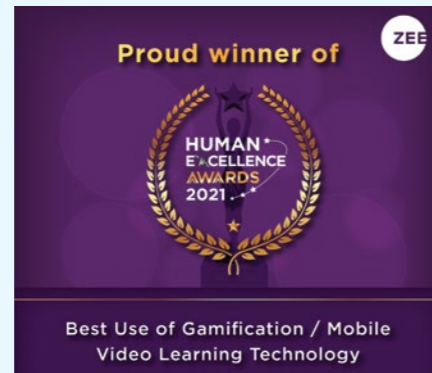 Proud winner of
ZEE
HUMAN
EXCELLENCE
AWARDS
2021
Best Use of Gamification / Mobile
Video Learning Technology